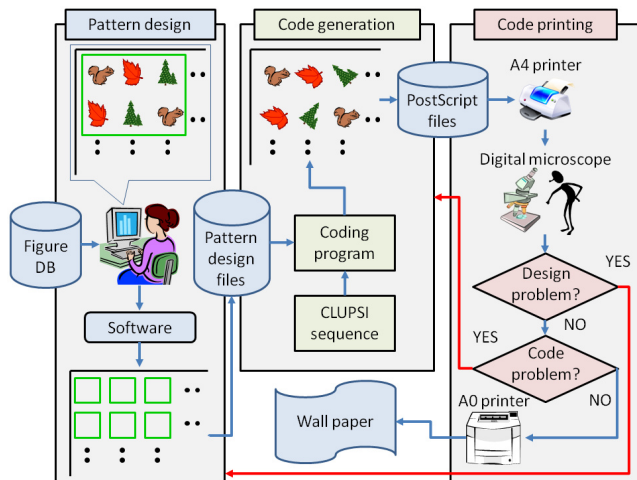 Pattern design
Code generation
Code printing
A4 printer
PostScript
files
Digital microscope
Figure
DB
Pattern
design
files
Coding
program
Design
problem?
YES
Software
CLUPSI
sequence
NO
YES
Code
problem?
NO
A0 printer
Wall paper